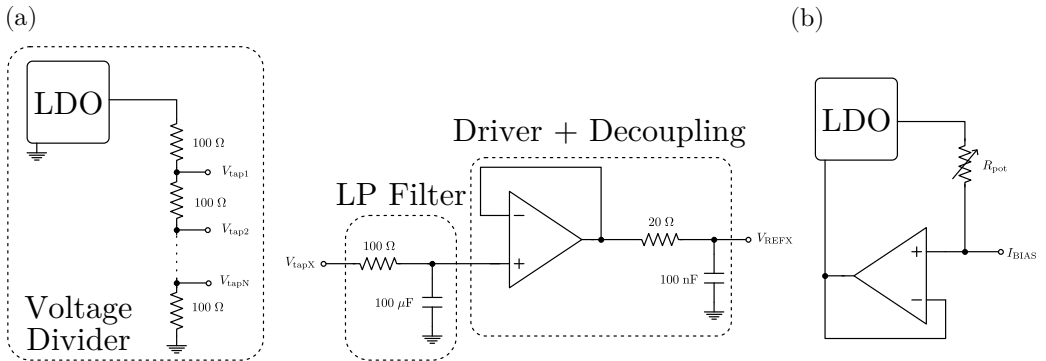 (a)
LDO
100 Ω
V_tap1
100 Ω
V_tap2
V_tapN
100 Ω
Voltage
Divider
LP Filter
V_tapX
100 Ω
100 μF
Driver + Decoupling
−
+
20 Ω
V_REFX
100 nF
(b)
LDO
R_pot
+
−
I_BIAS